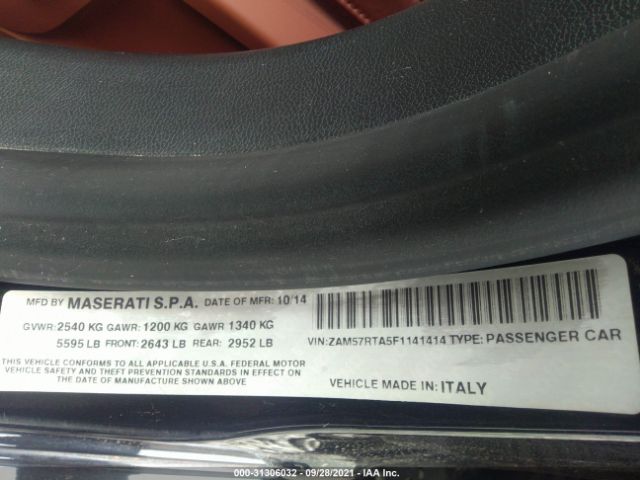 MFD BY MASERATI S.P.A. DATE OF MFR: 10/14
GVWR: 2540 KG GAWR: 1200 KG GAWR 1340 KG
5595 LB FRONT: 2643 LB REAR: 2952 LB
THIS VEHICLE CONFORMS TO ALL APPLICABLE U.S.A. FEDERAL MOTOR
VEHICLE SAFETY AND THEFT PREVENTION STANDARDS IN EFFECT ON
THE DATE OF MANUFACTURE SHOWN ABOVE
VIN: ZAM57RTA5F1141414 TYPE: PASSENGER CAR
VEHICLE MADE IN: ITALY
000-31306032 - 09/28/2021 - IAA Inc.